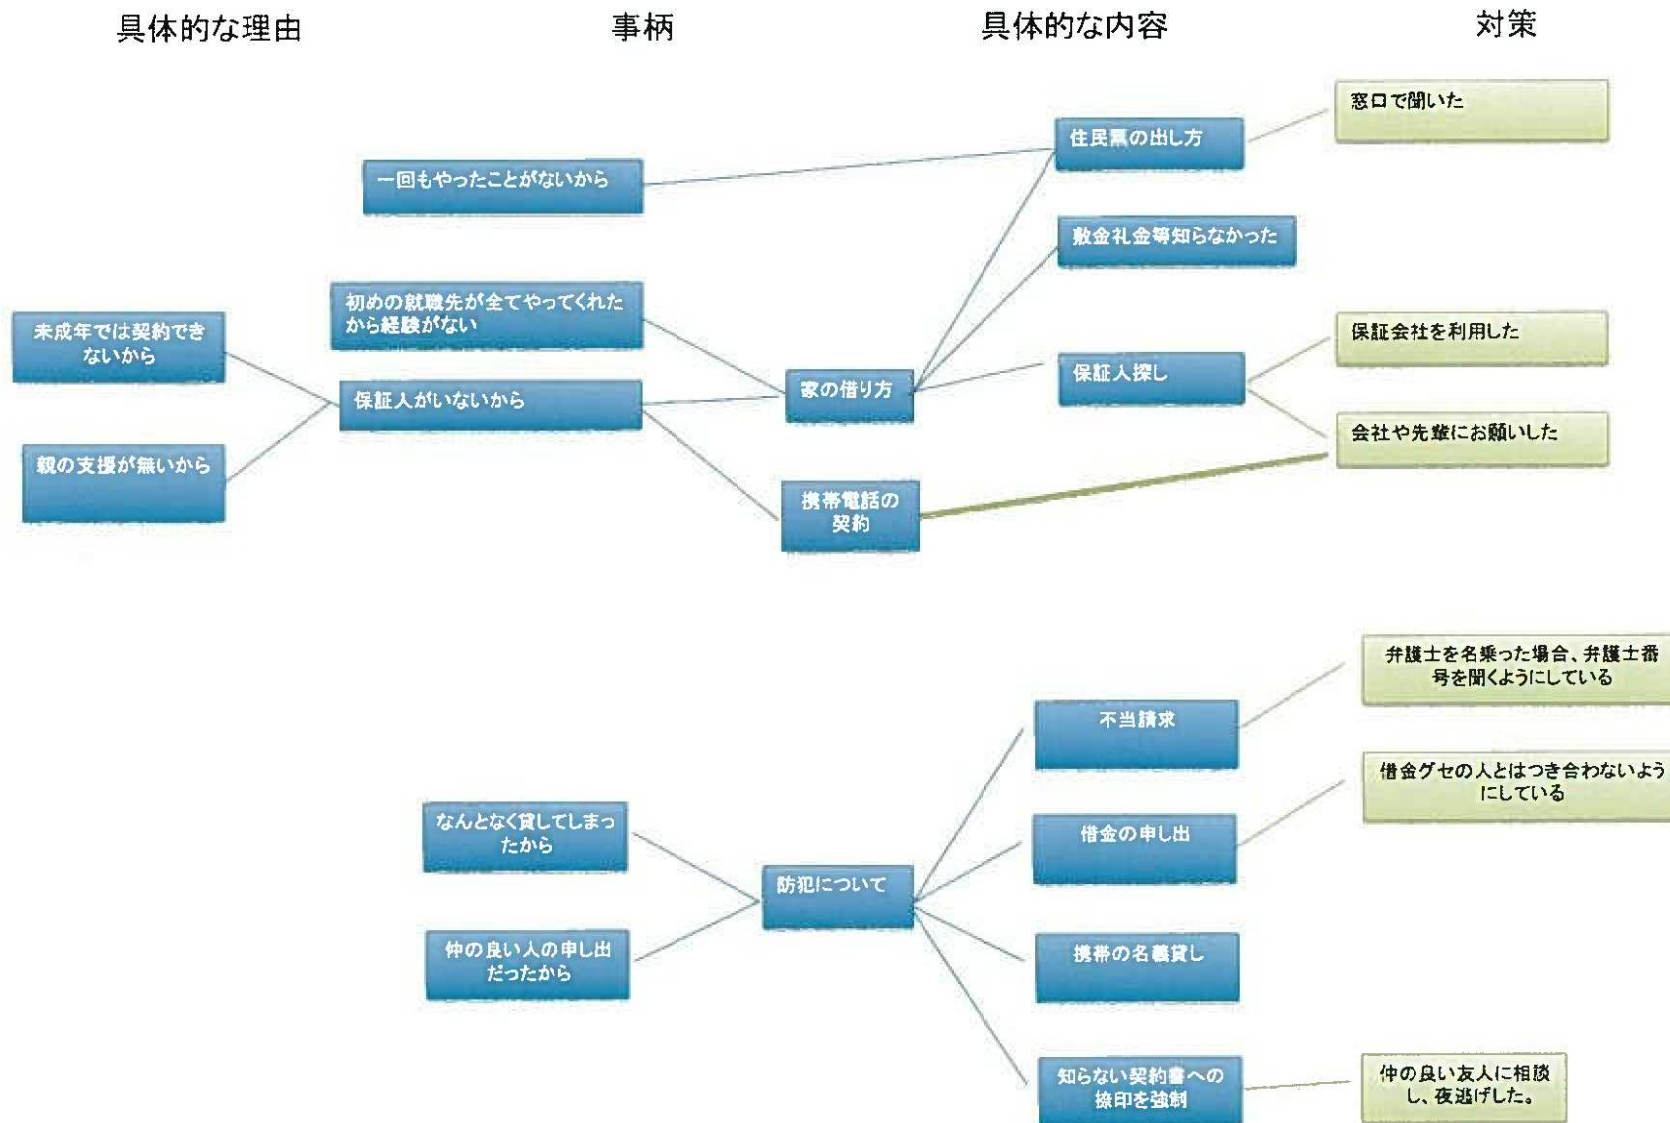 具体的な理由
事柄
具体的な内容
対策
窓口で聞いた
住民票の出し方
一回もやったことがないから
敷金礼金等知らなかった
初めの就職先が全てやってくれた
から経験がない
未成年では契約でき
ないから
保証会社を利用した
保証人探し
家の借り方
保証人がいないから
会社や先輩にお願いした
親の支援が無いから
携帯電話の
契約
弁護士を名乗った場合、弁護士番
号を聞くようにしている
不当請求
借金グセの人とはつき合わないよう
にしている
なんとなく貸してしまっ
たから
借金の申し出
防犯について
仲の良い人の申し出
だったから
携帯の名義貸し
知らない契約書への
捺印を強制
仲の良い友人に相談
し、夜逃げした。